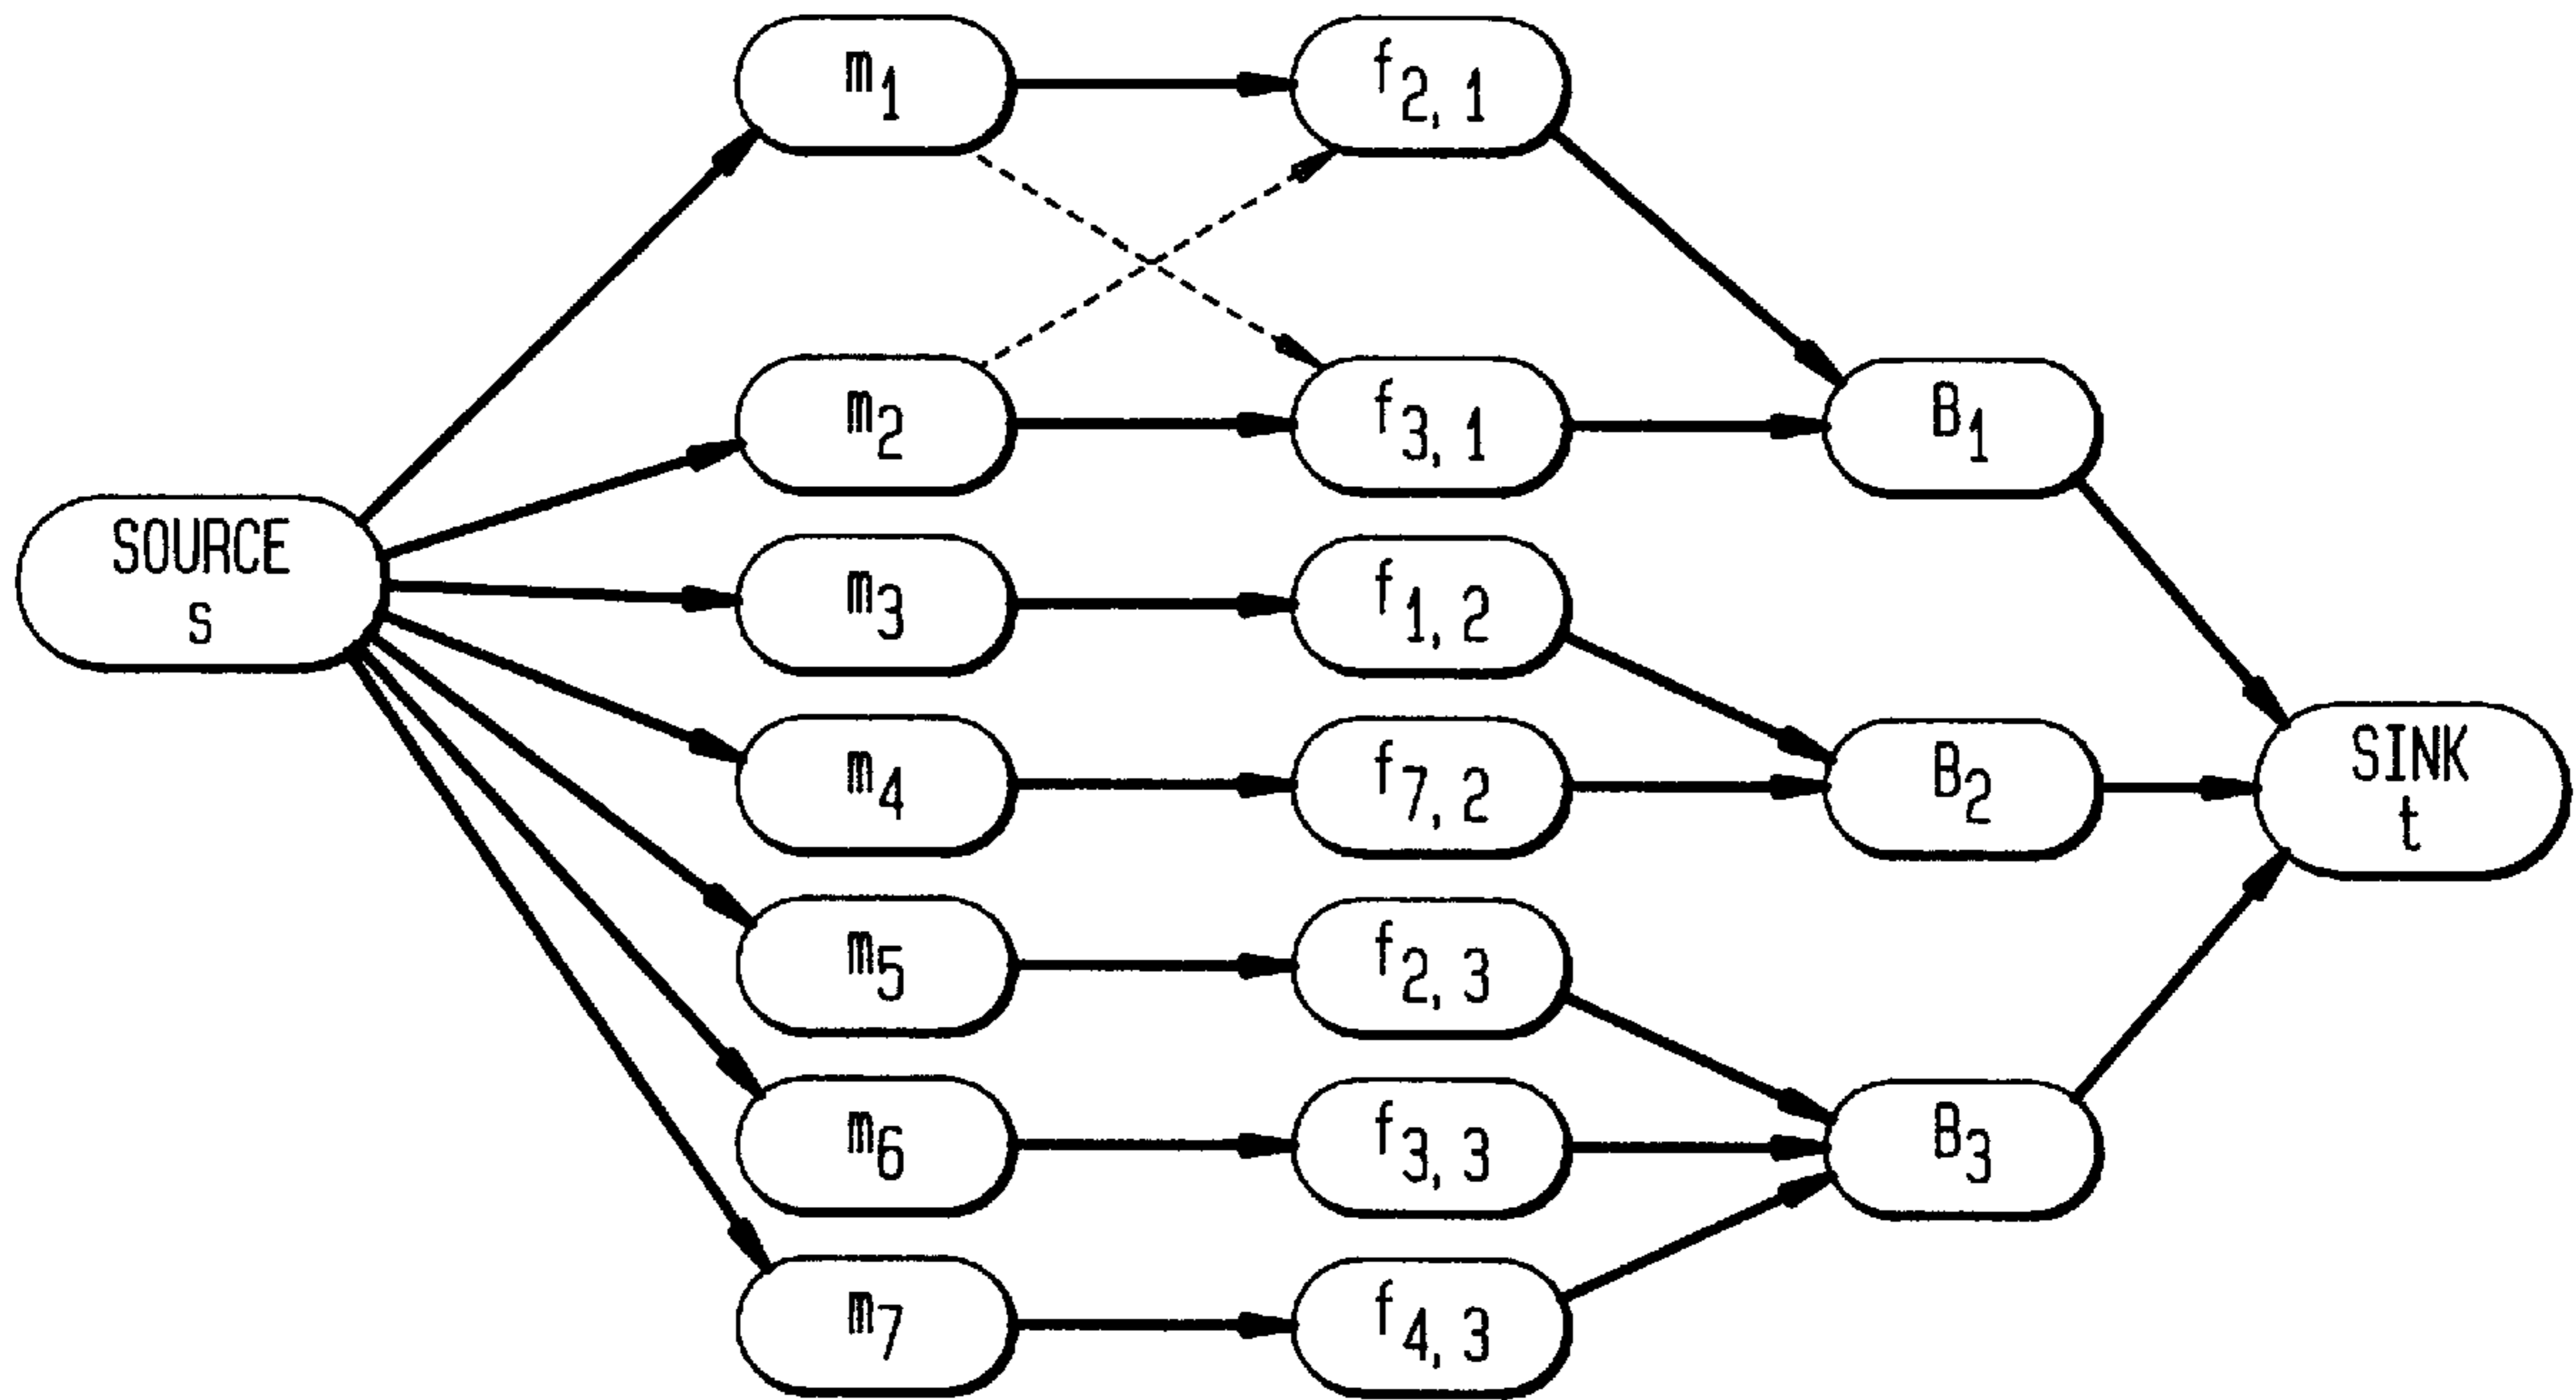 m1
f2, 1
m2
f3, 1
B1
SOURCE
s
m3
f1, 2
m4
f7, 2
B2
SINK
t
m5
f2, 3
m6
f3, 3
B3
m7
f4, 3